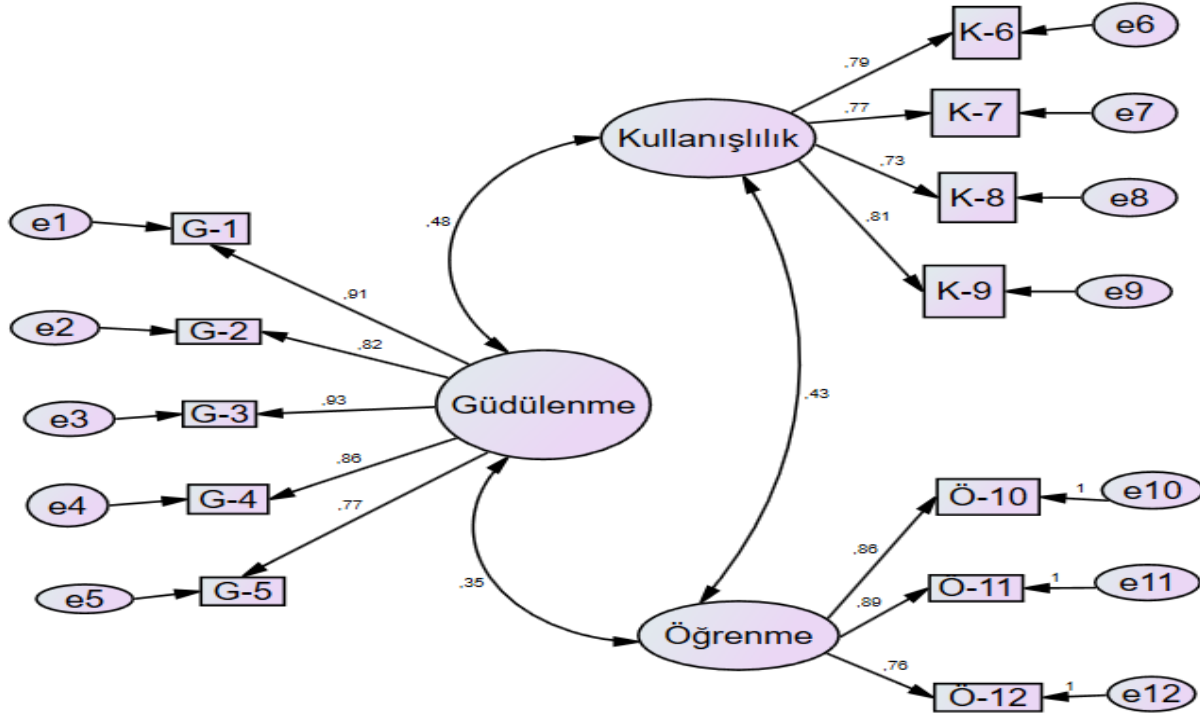 K-6
e6
,79
K-7
e7
,77
Kullanışlılık
K-8
e8
,73
K-9
e9
,81
,48
e1
G-1
,91
e2
G-2
,82
e3
G-3
,93
Güdülenme
e4
G-4
,86
e5
G-5
,77
,43
,35
Öğrenme
Ö-10
1
e10
,86
Ö-11
1
e11
,89
Ö-12
1
e12
,76